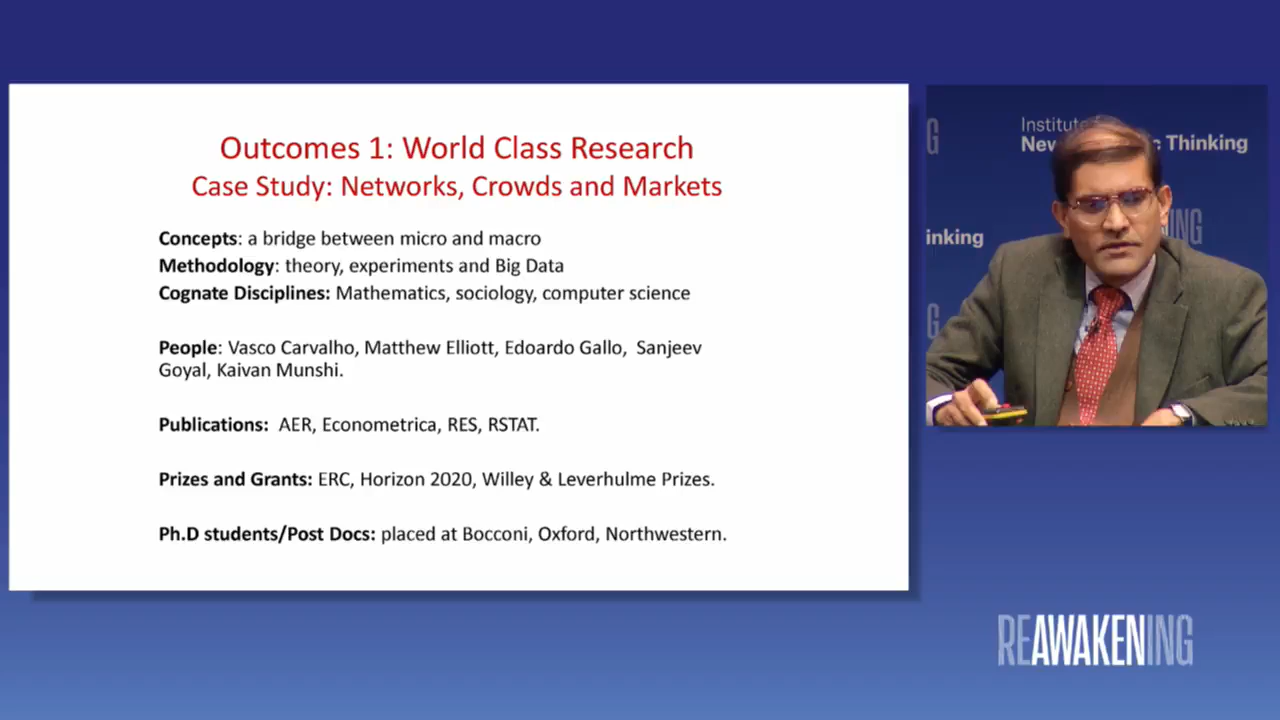 Outcomes 1: World Class Research
Case Study: Networks, Crowds and Markets
Concepts: a bridge between micro and macro
Methodology: theory, experiments and Big Data
Cognate Disciplines: Mathematics, sociology, computer science
People: Vasco Carvalho, Matthew Elliott, Edoardo Gallo, Sanjeev
Goyal, Kaivan Munshi.
Publications: AER, Econometrica, RES, RSTAT.
Prizes and Grants: ERC, Horizon 2020, Willey & Leverhulme Prizes.
Ph.D students/Post Docs: placed at Bocconi, Oxford, Northwestern.
Institute
New Thinking
inking
ING
REAWAKENING